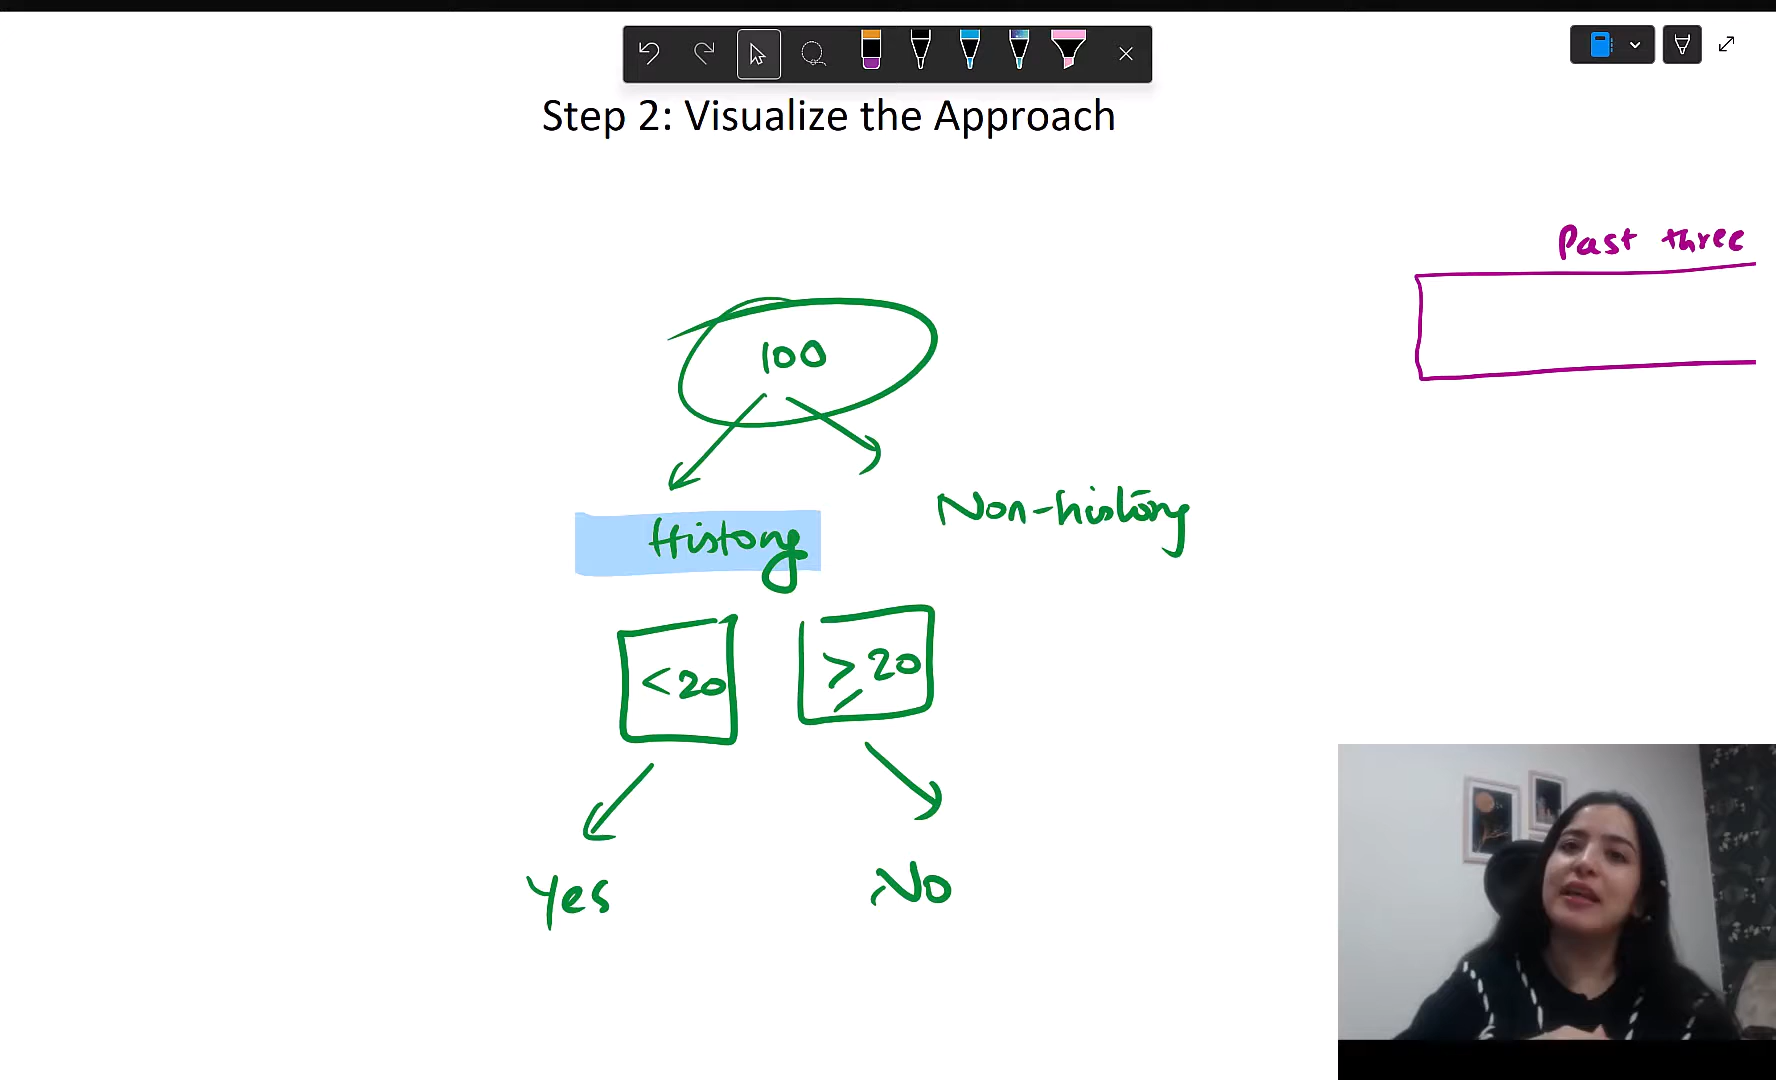 Step 2: Visualize the Approach
Past three
100
History
Non-history
<20
≥20
Yes
No